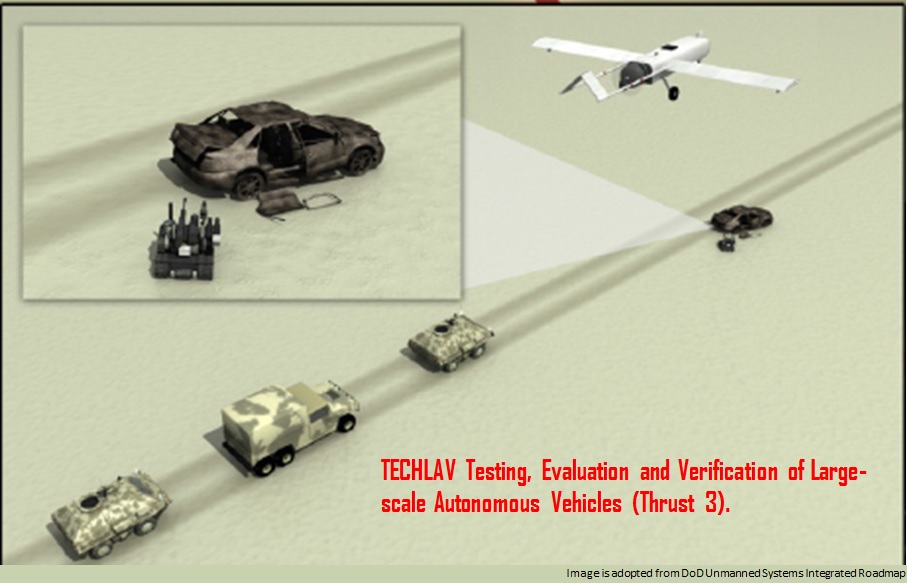 TECHLAV Testing, Evaluation and Verification of Large-
scale Autonomous Vehicles (Thrust 3).
Image is adopted from DoD Unmanned Systems Integrated Roadmap